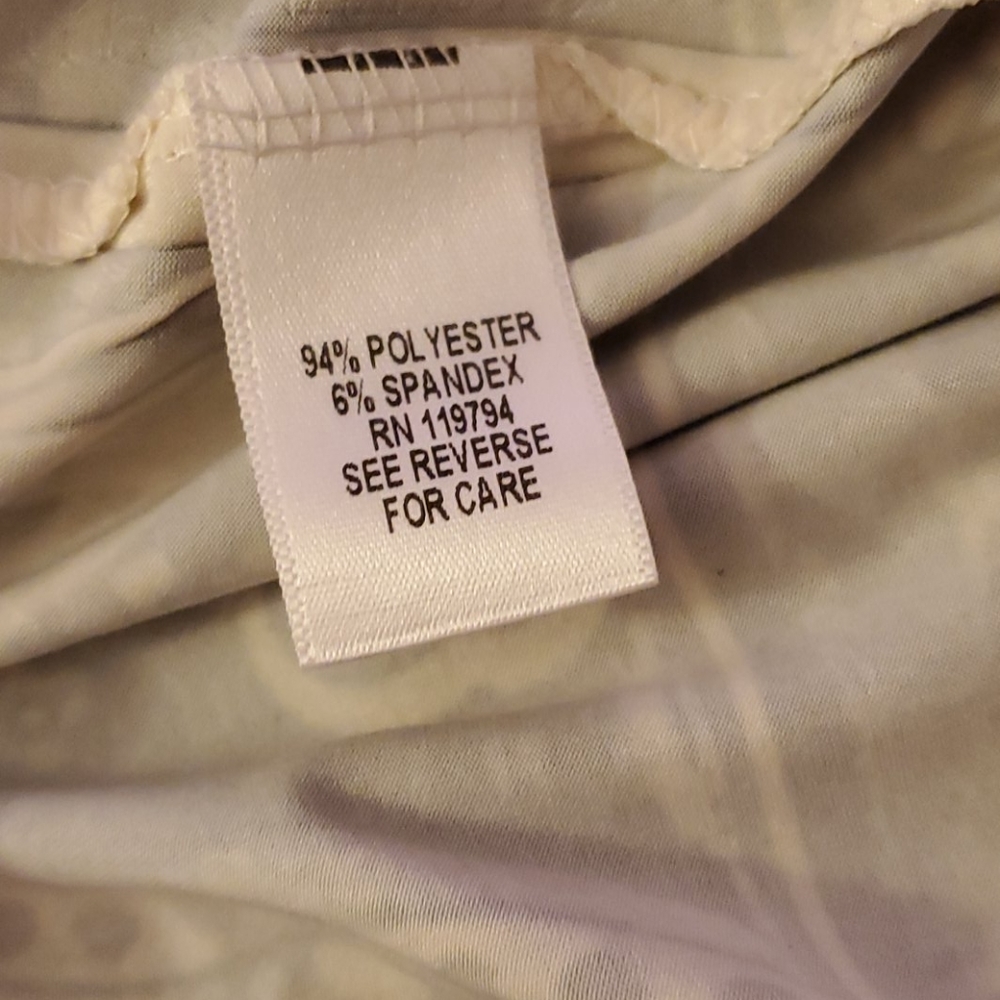 94% POLYESTER
6% SPANDEX
RN 119794
SEE REVERSE
FOR CARE